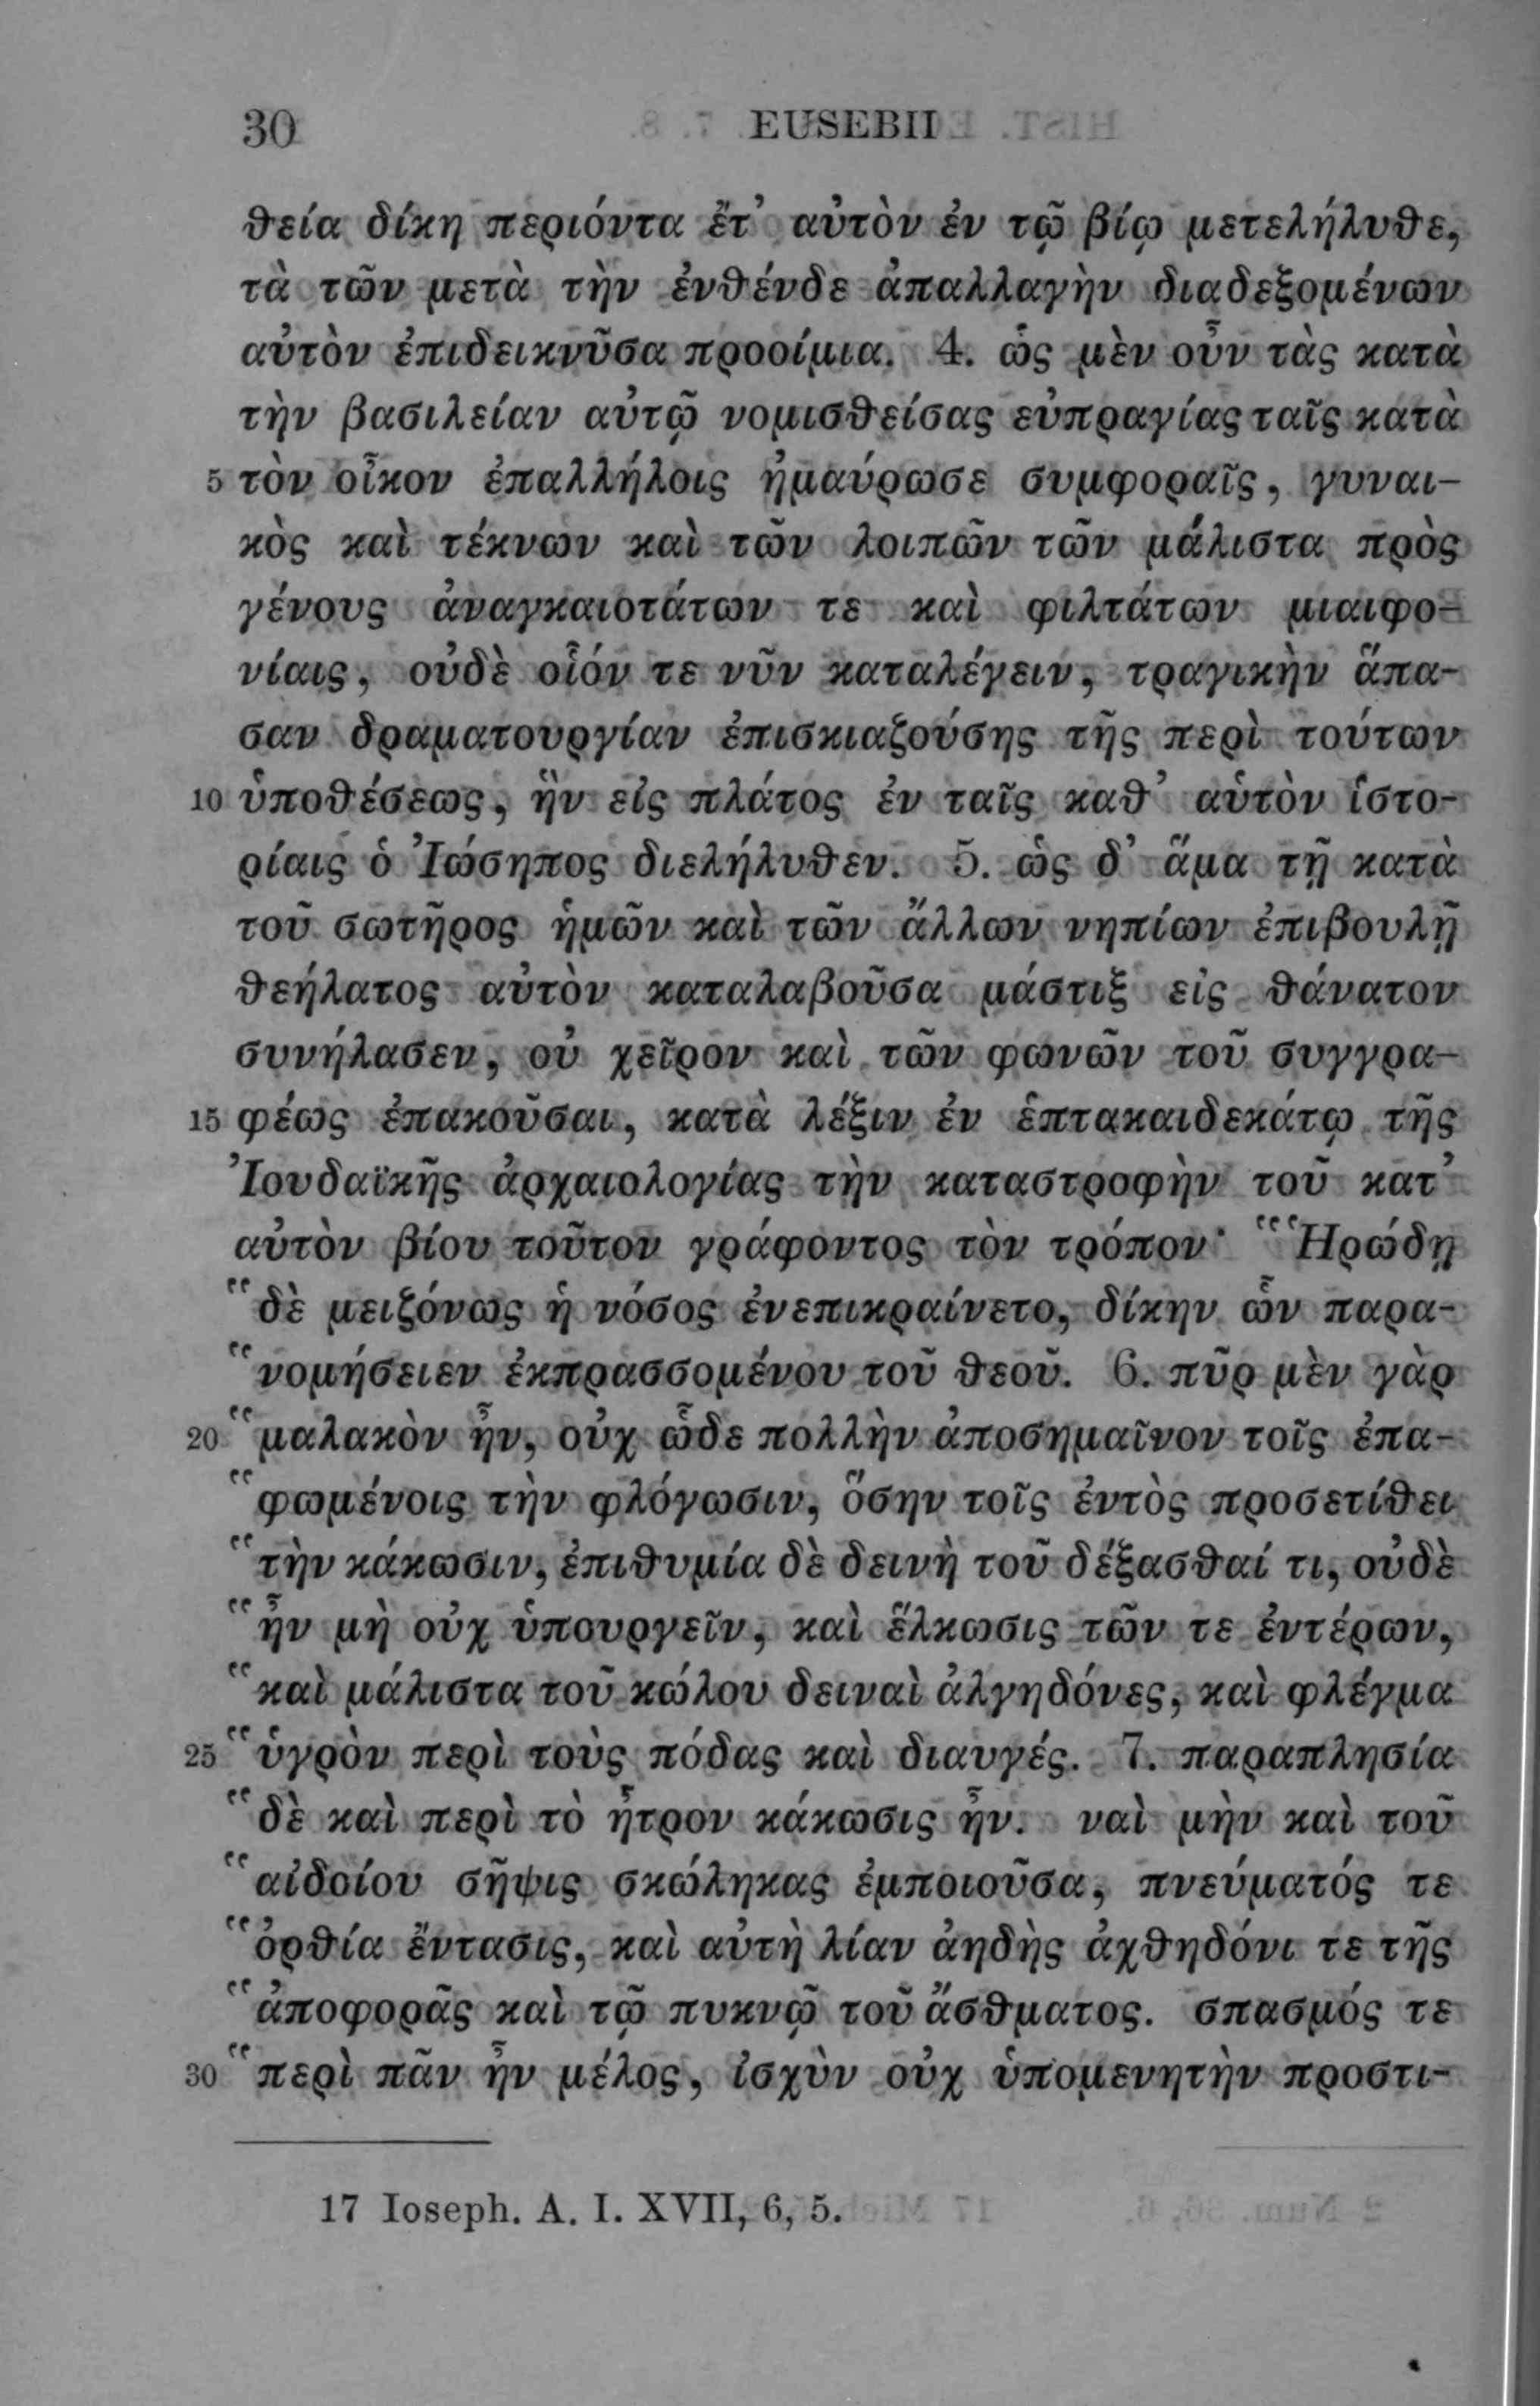 30 EUSEBII
θεία δίκη περιόντα ἔτ’ αὐτὸν ἐν τῷ βίῳ μετελήλυθε,
τὰ τῶν μετὰ τὴν ἐνθένδε ἀπαλλαγὴν διαδεξομένων
αὐτὸν ἐπιδεικνῦσα προοίμια. 4. ὡς μὲν οὖν τὰς κατὰ
τὴν βασιλείαν αὐτῷ νομισθείσας εὐπραγίας ταῖς κατὰ
5 τὸν οἶκον ἐπαλλήλοις ἠμαύρωσε συμφοραῖς, γυναι-
κὸς καὶ τέκνων καὶ τῶν λοιπῶν τῶν μάλιστα πρὸς
γένους ἀναγκαιοτάτων τε καὶ φιλτάτων μιαιφο-
νίαις, οὐδὲ οἷόν τε νῦν καταλέγειν, τραγικὴν ἅπα-
σαν δραματουργίαν ἐπισκιαζούσης τῆς περὶ τούτων
10 ὑποθέσεως, ἣν εἰς πλάτος ἐν ταῖς καθ’ αὑτὸν ἱστο-
ρίαις ὁ Ἰώσηπος διελήλυθεν. 5. ὡς δ’ ἅμα τῇ κατὰ
τοῦ σωτῆρος ἡμῶν καὶ τῶν ἄλλων νηπίων ἐπιβουλῇ
θεήλατος αὐτὸν καταλαβοῦσα μάστιξ εἰς θάνατον
συνήλασεν, οὐ χεῖρον καὶ τῶν φωνῶν τοῦ συγγρα-
15 φέως ἐπακοῦσαι, κατὰ λέξιν ἐν ἑπτακαιδεκάτῳ τῆς
Ἰουδαϊκῆς ἀρχαιολογίας τὴν καταστροφὴν τοῦ κατ’
αὐτὸν βίου τοῦτον γράφοντος τὸν τρόπον· “Ἡρώδῃ
“δὲ μειζόνως ἡ νόσος ἐνεπικραίνετο, δίκην ὧν παρα-
“νομήσειεν ἐκπρασσομένου τοῦ θεοῦ. 6. πῦρ μὲν γὰρ
20 “μαλακὸν ἦν, οὐχ ὧδε πολλὴν ἀποσημαῖνον τοῖς ἐπα-
“φωμένοις τὴν φλόγωσιν, ὅσην τοῖς ἐντὸς προσετίθει
“τὴν κάκωσιν, ἐπιθυμία δὲ δεινὴ τοῦ δέξασθαί τι, οὐδὲ
“ἦν μὴ οὐχ ὑπουργεῖν, καὶ ἕλκωσις τῶν τε ἐντέρων,
“καὶ μάλιστα τοῦ κώλου δειναὶ ἀλγηδόνες, καὶ φλέγμα
25 “ὑγρὸν περὶ τοὺς πόδας καὶ διαυγές. 7. παραπλησία
“δὲ καὶ περὶ τὸ ἦτρον κάκωσις ἦν. ναὶ μὴν καὶ τοῦ
“αἰδοίου σῆψις σκώληκας ἐμποιοῦσα, πνεύματός τε
“ὀρθία ἔντασις, καὶ αὐτὴ λίαν ἀηδὴς ἀχθηδόνι τε τῆς
“ἀποφορᾶς καὶ τῷ πυκνῷ τοῦ ἄσθματος. σπασμός τε
30 “περὶ πᾶν ἦν μέλος, ἰσχὺν οὐχ ὑπομενητὴν προστι-
17 Ioseph. A. I. XVII, 6, 5.